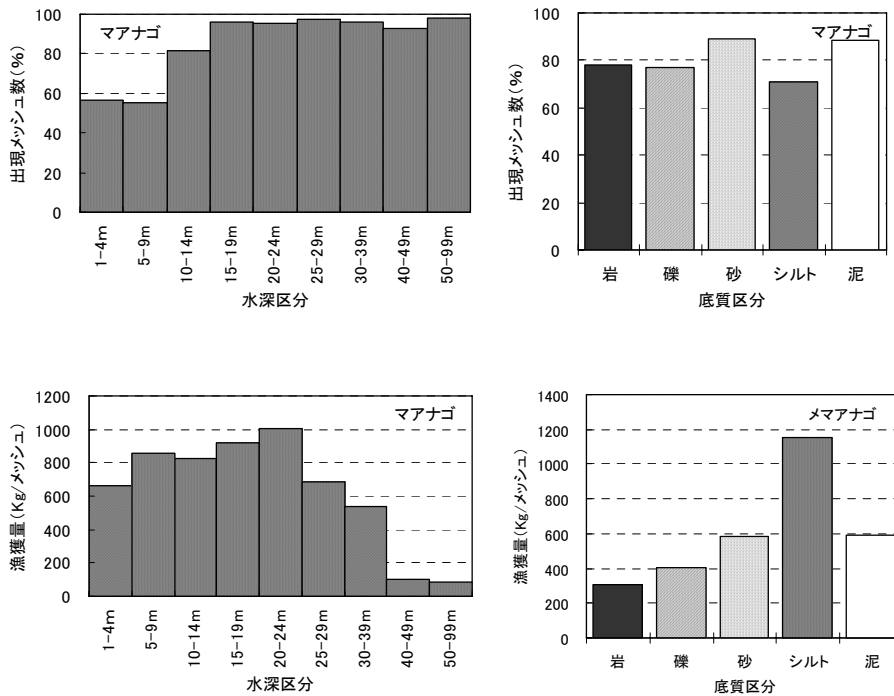 マアナゴ
出現メッシュ数(%)
100
80
60
40
20
0
1-4m
5-9m
10-14m
15-19m
20-24m
25-29m
30-39m
40-49m
50-99m
水深区分
マアナゴ
出現メッシュ数(%)
100
80
60
40
20
0
岩 礫 砂 シルト 泥
底質区分
マアナゴ
漁獲量(Kg/メッシュ)
1200
1000
800
600
400
200
0
1-4m
5-9m
10-14m
15-19m
20-24m
25-29m
30-39m
40-49m
50-99m
水深区分
メマアナゴ
漁獲量(Kg/メッシュ)
1400
1200
1000
800
600
400
200
0
岩 礫 砂 シルト 泥
底質区分